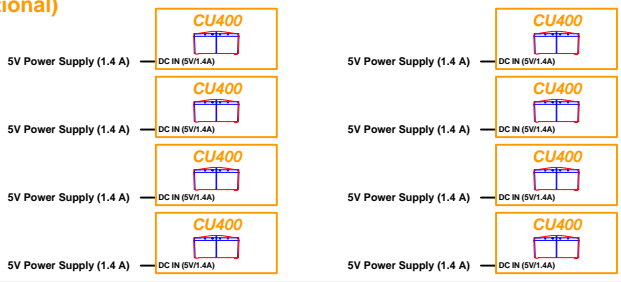 tional)
CU400
5V Power Supply (1.4 A)
DC IN (5V/1.4A)
CU400
5V Power Supply (1.4 A)
DC IN (5V/1.4A)
CU400
5V Power Supply (1.4 A)
DC IN (5V/1.4A)
CU400
5V Power Supply (1.4 A)
DC IN (5V/1.4A)
CU400
5V Power Supply (1.4 A)
DC IN (5V/1.4A)
CU400
5V Power Supply (1.4 A)
DC IN (5V/1.4A)
CU400
5V Power Supply (1.4 A)
DC IN (5V/1.4A)
CU400
5V Power Supply (1.4 A)
DC IN (5V/1.4A)